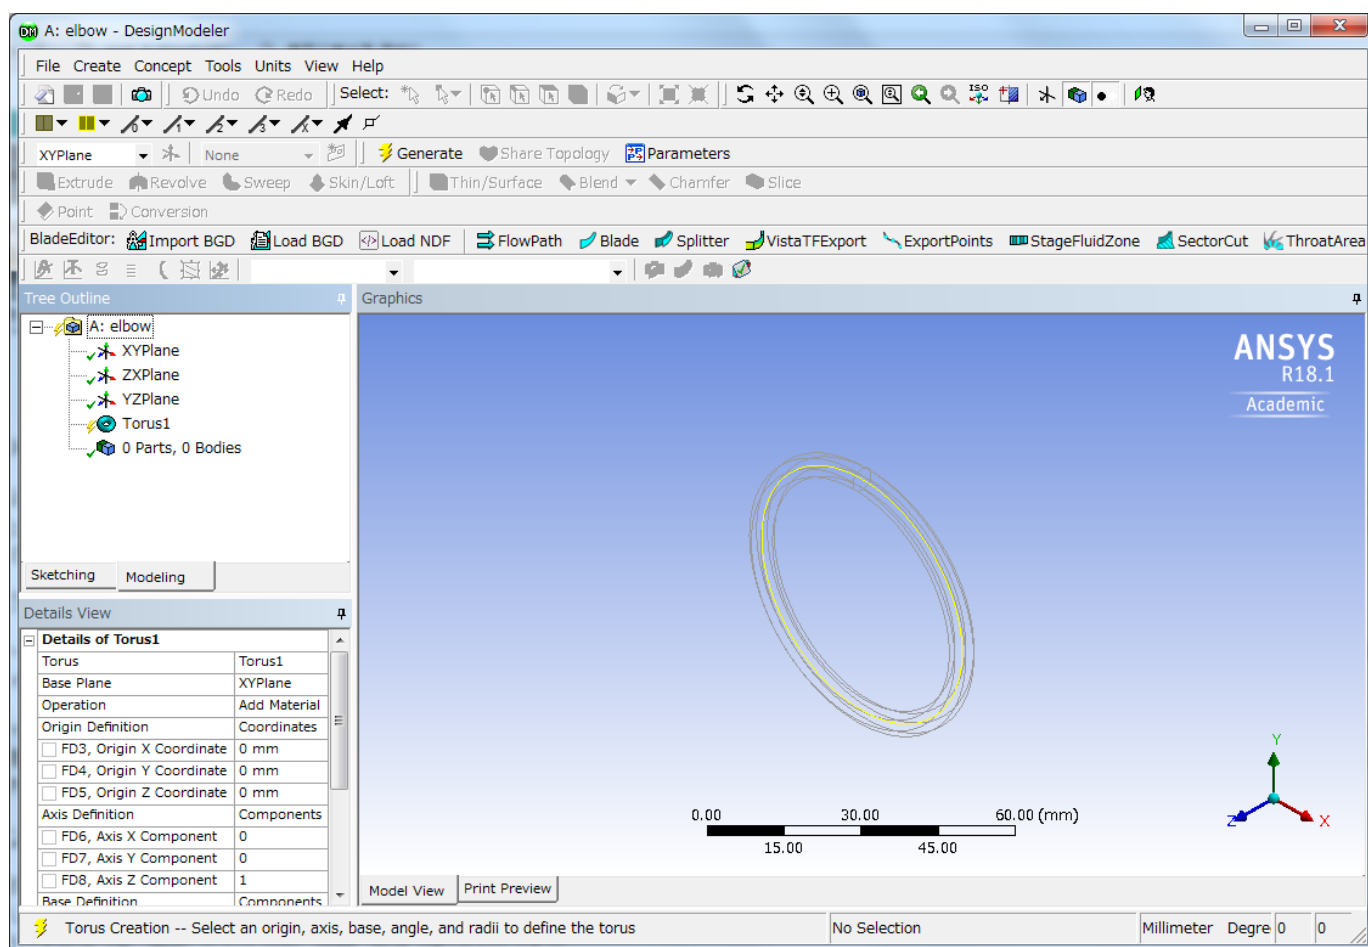 DM A: elbow - DesignModeler
File Create Concept Tools Units View Help
Undo Redo Select: ISO
XYPlane None Generate Share Topology Parameters
Extrude Revolve Sweep Skin/Loft Thin/Surface Blend Chamfer Slice
Point Conversion
BladeEditor: Import BGD Load BGD Load NDF FlowPath Blade Splitter VistaTFExport ExportPoints StageFluidZone SectorCut ThroatArea
Tree Outline
A: elbow
XYPlane
ZXPlane
YZPlane
Torus1
0 Parts, 0 Bodies
Sketching Modeling
Details View
Details of Torus1
Torus Torus1
Base Plane XYPlane
Operation Add Material
Origin Definition Coordinates
FD3, Origin X Coordinate 0 mm
FD4, Origin Y Coordinate 0 mm
FD5, Origin Z Coordinate 0 mm
Axis Definition Components
FD6, Axis X Component 0
FD7, Axis Y Component 0
FD8, Axis Z Component 1
Base Definition Components
Graphics
ANSYS
R18.1
Academic
0.00 30.00 60.00 (mm)
15.00 45.00
Y
Z X
Model View Print Preview
Torus Creation -- Select an origin, axis, base, angle, and radii to define the torus No Selection Millimeter Degre 0 0